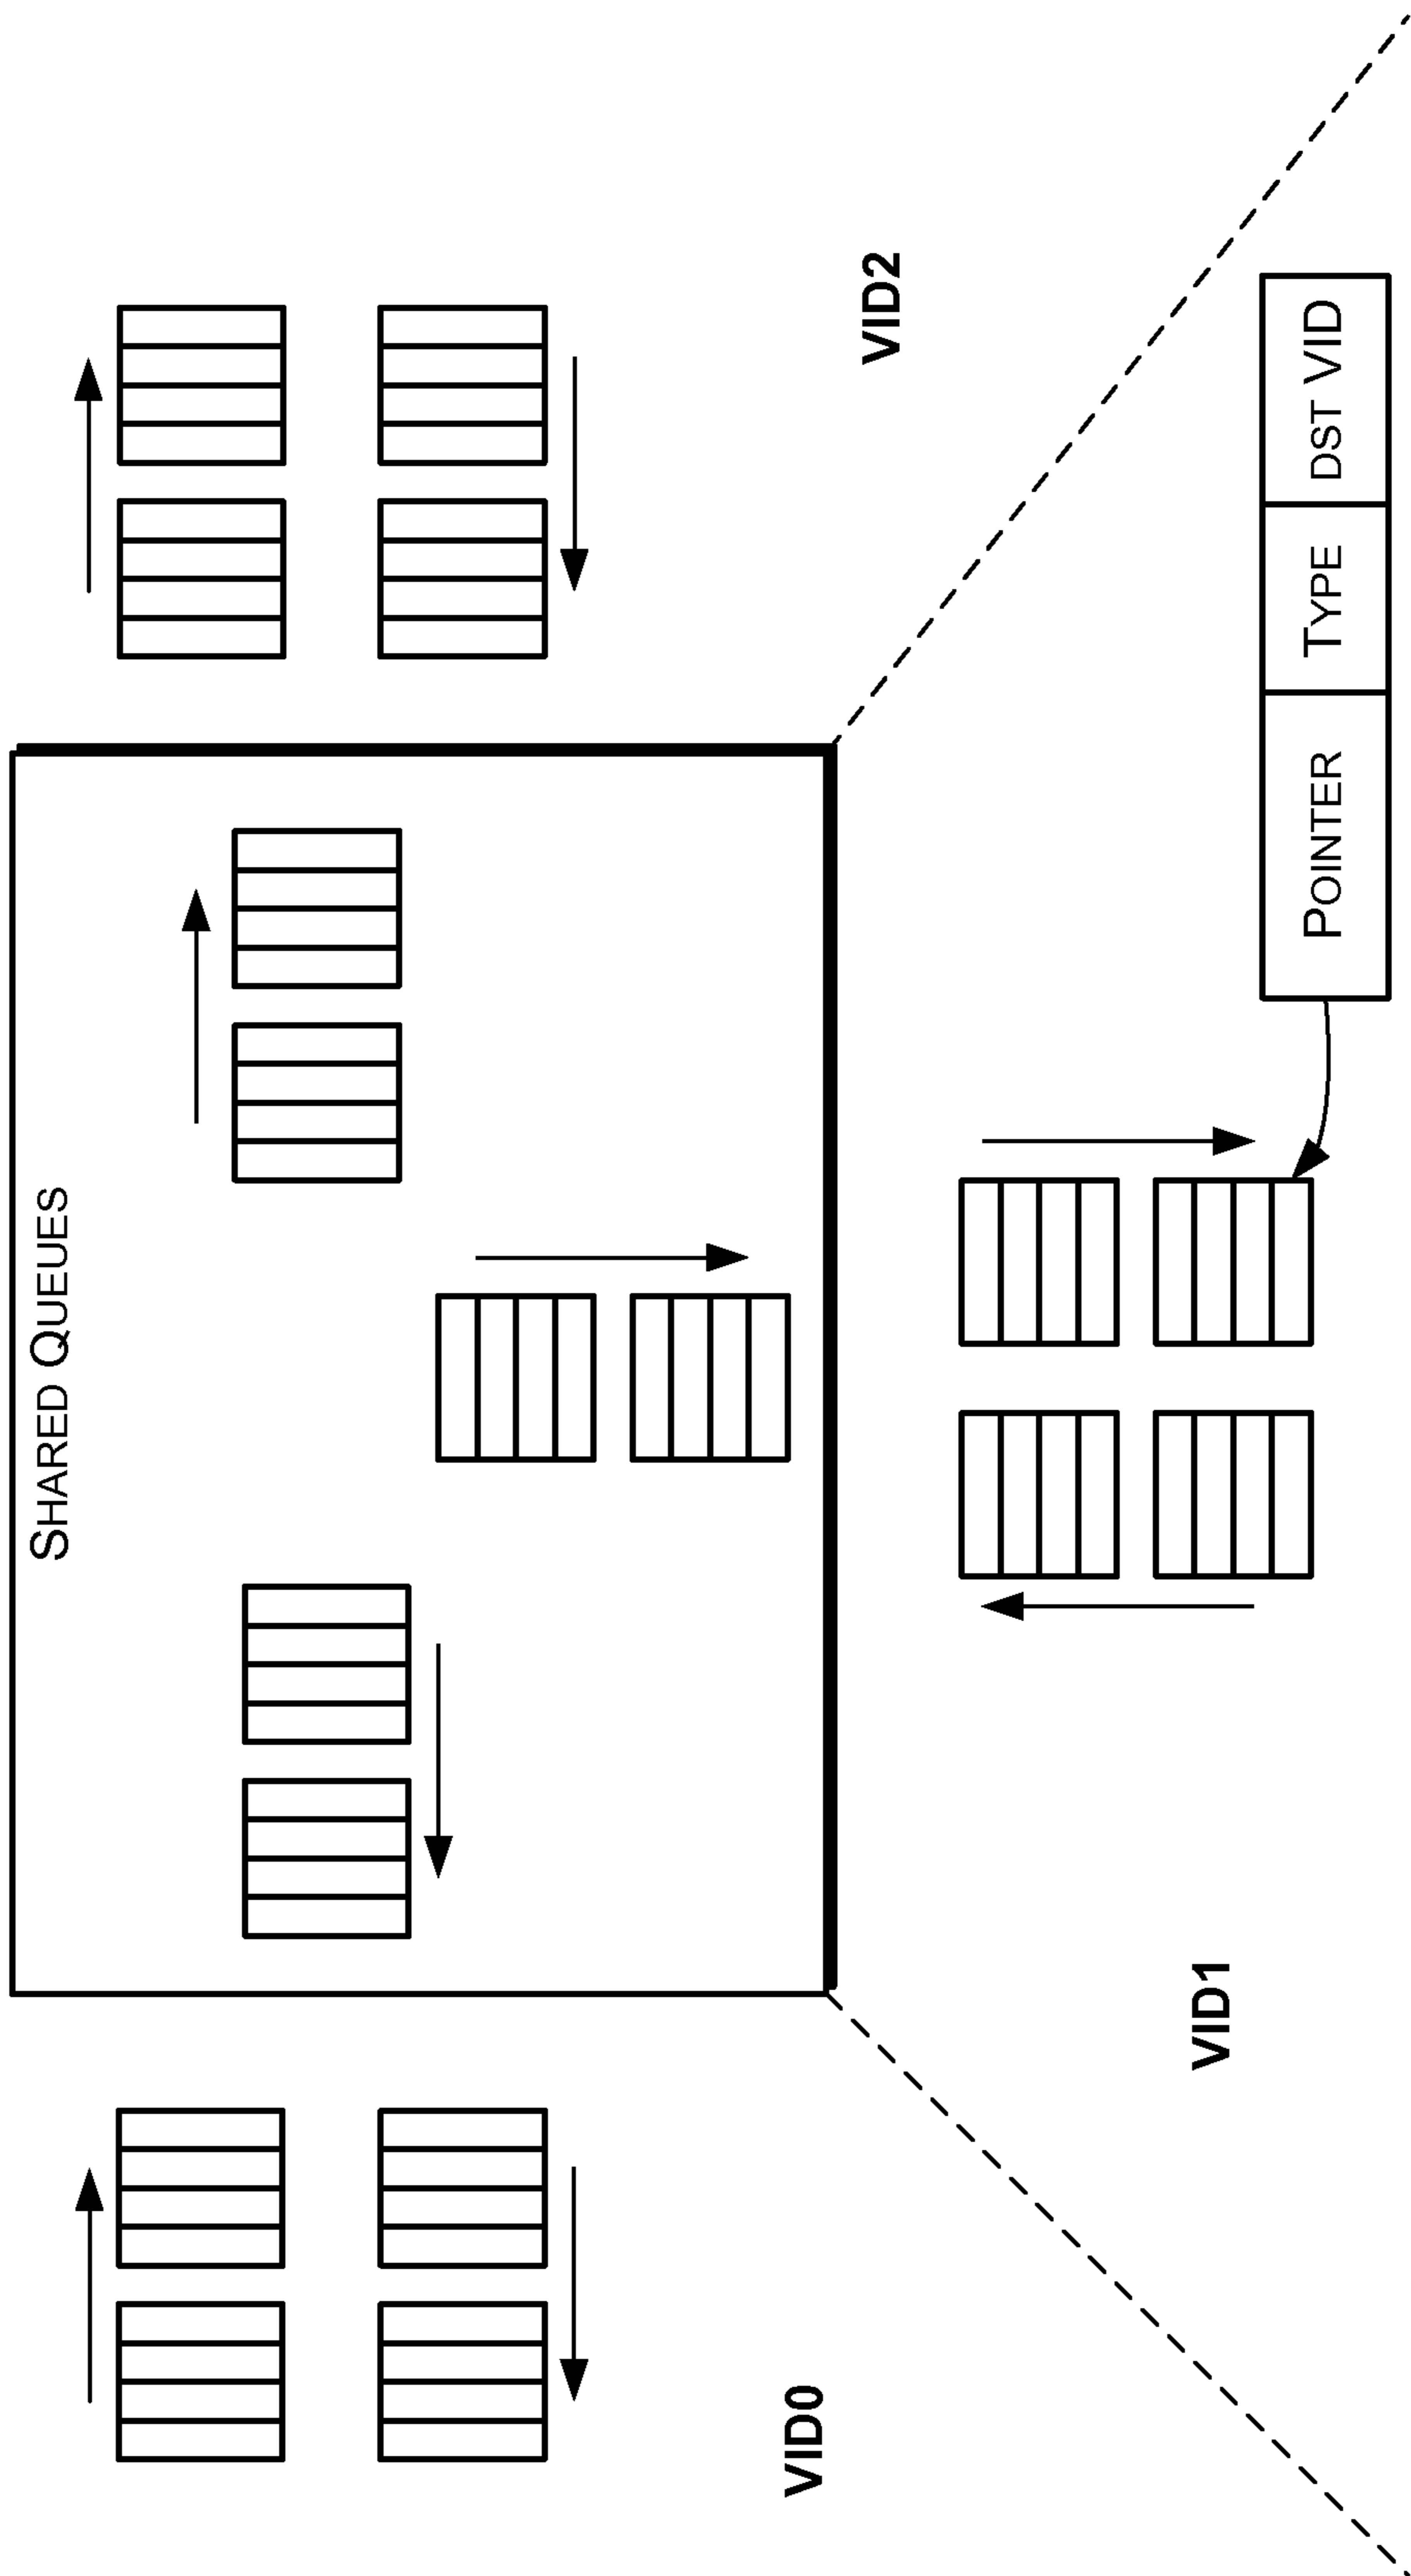 SHARED QUEUES
VID0
VID2
VID1
POINTER
TYPE
DST VID